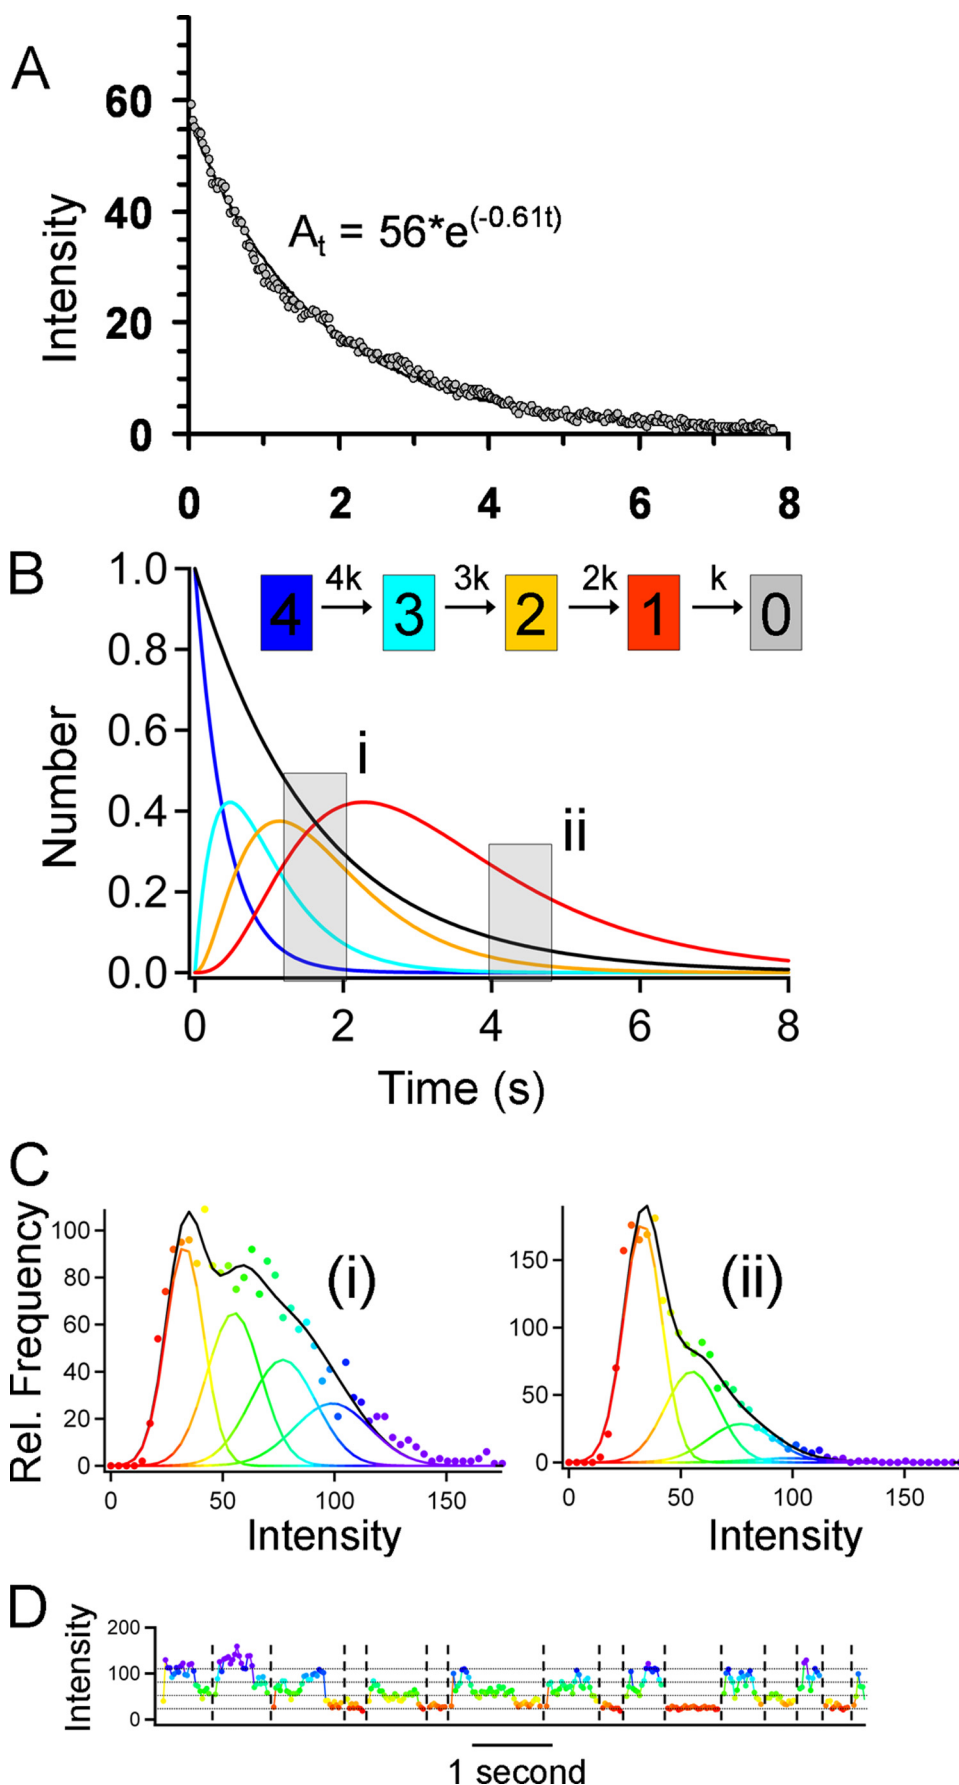 A
Intensity
60
40
20
0
A_t = 56*e^(-0.61t)
0 2 4 6 8
B
Number
1.0
0.8
0.6
0.4
0.2
0.0
4k 3k 2k k
4 3 2 1 0
i
ii
0 2 4 6 8
Time (s)
C
Rel. Frequency
100
80
60
40
20
0
(i)
0 50 100 150
Intensity
150
100
50
0
(ii)
0 50 100 150
Intensity
D
Intensity
200
100
0
1 second